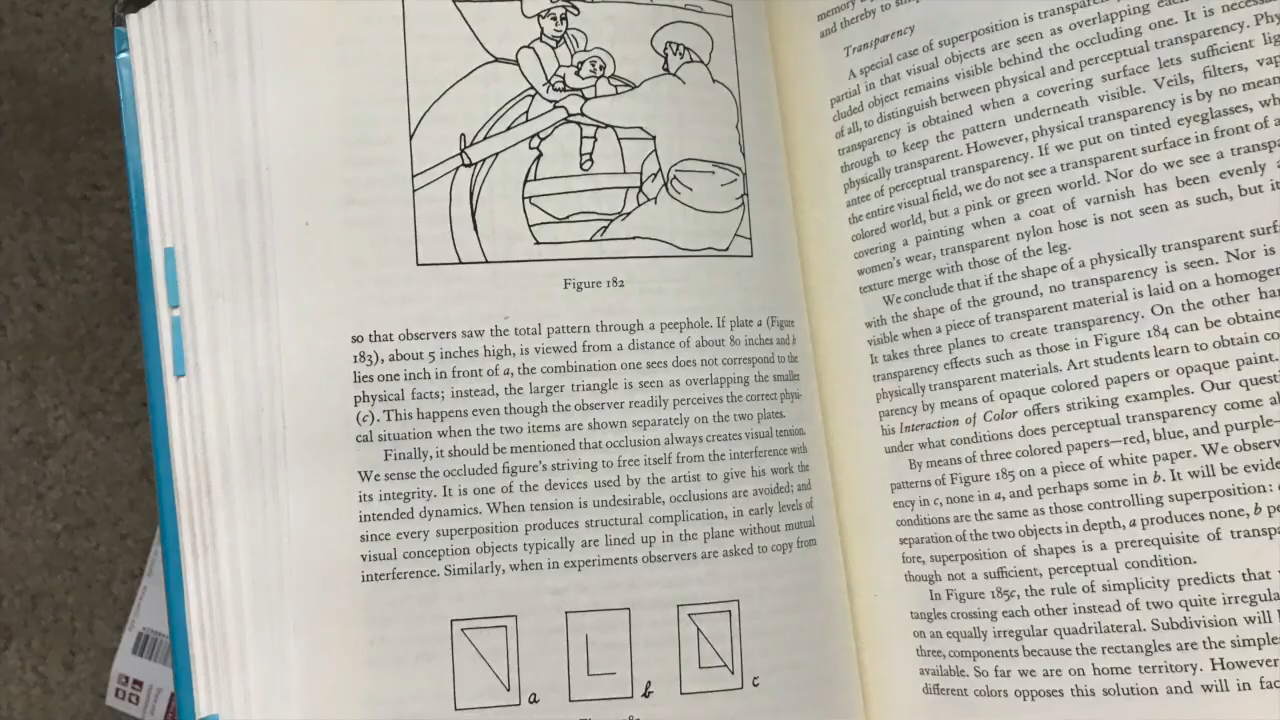 Figure 182
so that observers saw the total pattern through a peephole. If plate a (Figure
183), about 5 inches high, is viewed from a distance of about 80 inches and b
lies one inch in front of a, the combination one sees does not correspond to the
physical facts; instead, the larger triangle is seen as overlapping the smaller
(c). This happens even though the observer readily perceives the correct physi-
cal situation when the two items are shown separately on the two plates.
Finally, it should be mentioned that occlusion always creates visual tension.
We sense the occluded figure's striving to free itself from the interference with
its integrity. It is one of the devices used by the artist to give his work the
intended dynamics. When tension is undesirable, occlusions are avoided; and
since every superposition produces structural complication, in early levels of
visual conception objects typically are lined up in the plane without mutual
interference. Similarly, when in experiments observers are asked to copy from
a
b
c
memory
and thereby to
Transparency
A special case of superposition is
partial in that visual objects are seen as overlapping
cluded object remains visible behind the occluding one. It is
of all, to distinguish between physical and perceptual transparency.
transparency is obtained when a covering surface lets sufficient
through to keep the pattern underneath visible. Veils, filters,
physically transparent. However, physical transparency is by no
antee of perceptual transparency. If we put on tinted eyeglasses,
the entire visual field, we do not see a transparent surface in front of
colored world, but a pink or green world. Nor do we see a
covering a painting when a coat of varnish has been evenly
women's wear, transparent nylon hose is not seen as such, but
texture merge with those of the leg.
We conclude that if the shape of a physically transparent
with the shape of the ground, no transparency is seen. Nor is
visible when a piece of transparent material is laid on a
It takes three planes to create transparency. On the other
transparency effects such as those in Figure 184 can be
physically transparent materials. Art students learn to obtain
parency by means of opaque colored papers or opaque paint.
his Interaction of Color offers striking examples. Our
under what conditions does perceptual transparency come
By means of three colored papers—red, blue, and purple—
patterns of Figure 185 on a piece of white paper. We
ency in c, none in a, and perhaps some in b. It will be
conditions are the same as those controlling superposition:
separation of the two objects in depth, a produces none, b
fore, superposition of shapes is a prerequisite of
though not a sufficient, perceptual condition.
In Figure 185c, the rule of simplicity predicts that
tangles crossing each other instead of two quite
on an equally irregular quadrilateral. Subdivision will
three, components because the rectangles are the
available. So far we are on home territory. However
different colors opposes this solution and will in